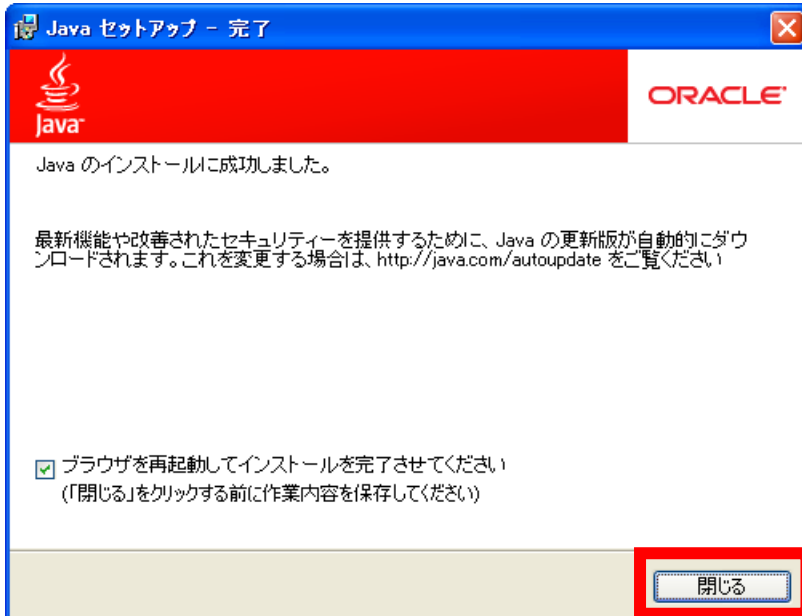 Java セットアップ - 完了
Java
ORACLE
Java のインストールに成功しました。
最新機能や改善されたセキュリティーを提供するために、Java の更新版が自動的にダウ
ンロードされます。これを変更する場合は、http://java.com/autoupdate をご覧ください
ブラウザを再起動してインストールを完了させてください
(「閉じる」をクリックする前に作業内容を保存してください)
閉じる